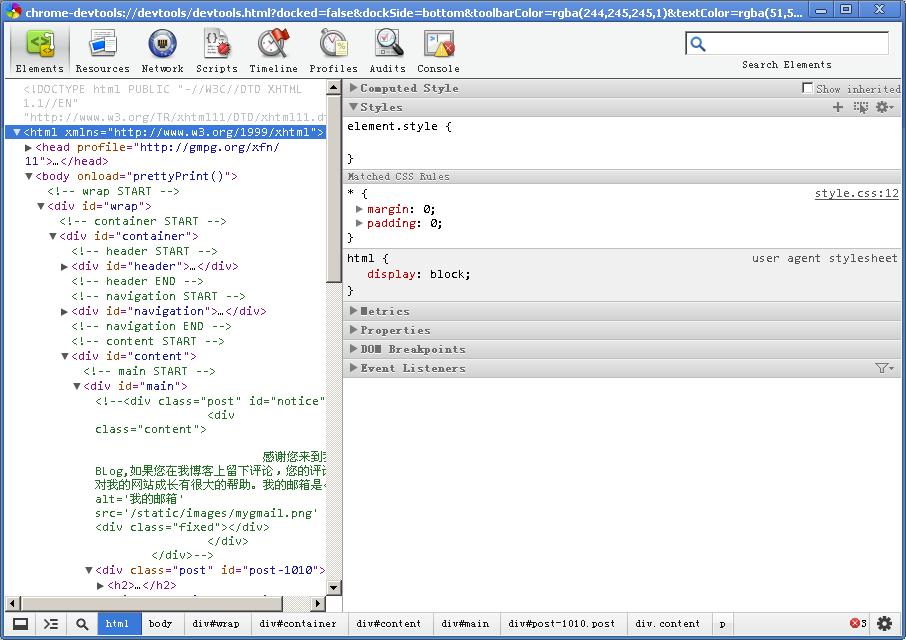 chrome-devtools://devtools/devtools.html?docked=false&dockSide=bottom&toolbarColor=rgba(244,245,245,1)&textColor=rgba(51,5...
Elements Resources Network Scripts Timeline Profiles Audits Console
Search Elements
<!DOCTYPE html PUBLIC "-//W3C//DTD XHTML
1.1//EN"
"http://www.w3.org/TR/xhtml11/DTD/xhtml11.dt
<html xmlns="http://www.w3.org/1999/xhtml">
<head profile="http://gmpg.org/xfn/
11">…</head>
<body onload="prettyPrint()">
<!-- wrap START -->
<div id="wrap">
<!-- container START -->
<div id="container">
<!-- header START -->
<div id="header">…</div>
<!-- header END -->
<!-- navigation START -->
<div id="navigation">…</div>
<!-- navigation END -->
<!-- content START -->
<div id="content">
<!-- main START -->
<div id="main">
<!--<div class="post" id="notice"
<div
class="content">
感谢您来到
BLog,如果您在我博客上留下评论，您的评
对我的网站成长有很大的帮助。我的邮箱是<
alt='我的邮箱'
src='/static/images/mygmail.png'
<div class="fixed"></div>
</div>
</div>-->
<div class="post" id="post-1010">
<h2>…</h2>
Computed Style
Show inherited
Styles
element.style {
}
Matched CSS Rules
* { style.css:12
margin: 0;
padding: 0;
}
html { user agent stylesheet
display: block;
}
Metrics
Properties
DOM Breakpoints
Event Listeners
html body div#wrap div#container div#content div#main div#post-1010.post div.content p 3